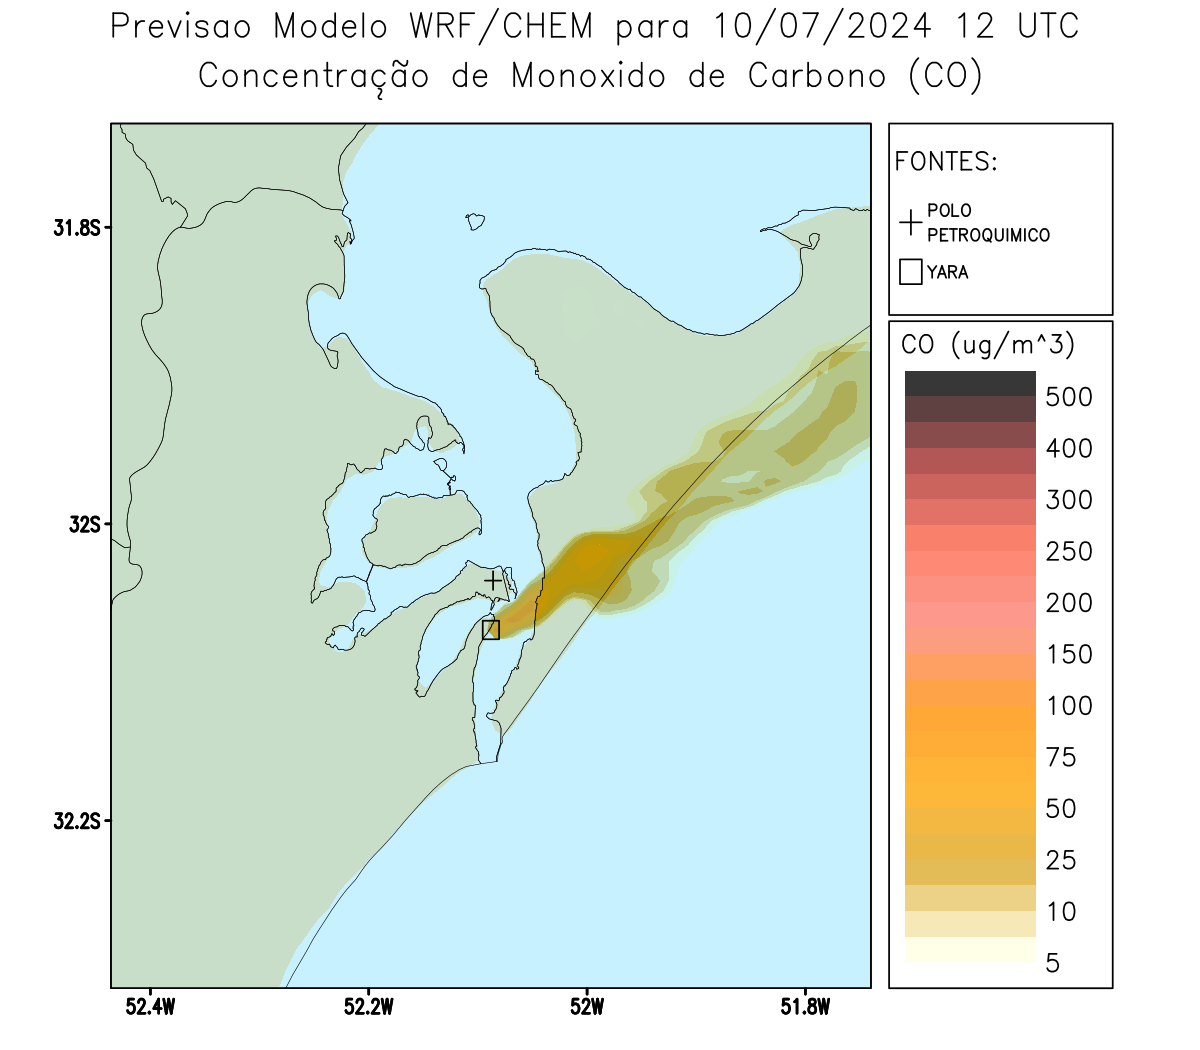 Previsao Modelo WRF/CHEM para 10/07/2024 12 UTC
Concentração de Monoxido de Carbono (CO)
FONTES:
POLO
PETROQUIMICO
YARA
CO (ug/m^3)
500
400
300
250
200
150
100
75
50
25
10
5
31.8S
32S
32.2S
52.4W
52.2W
52W
51.8W